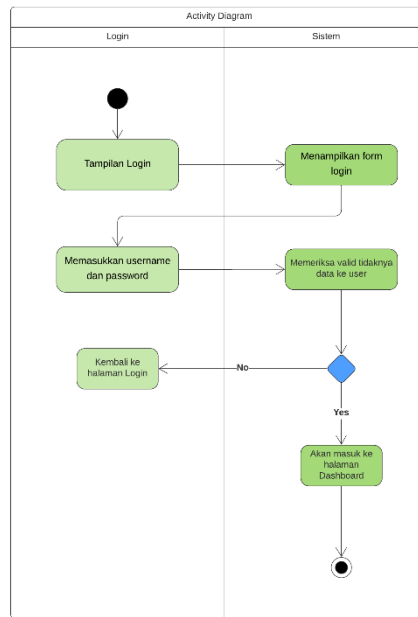 Activity Diagram
Login
Sistem
Tampilan Login
Menampilkan form
login
Memasukkan username
dan password
Memeriksa valid tidaknya
data ke user
Kembali ke
halaman Login
No
Yes
Akan masuk ke
halaman
Dashboard